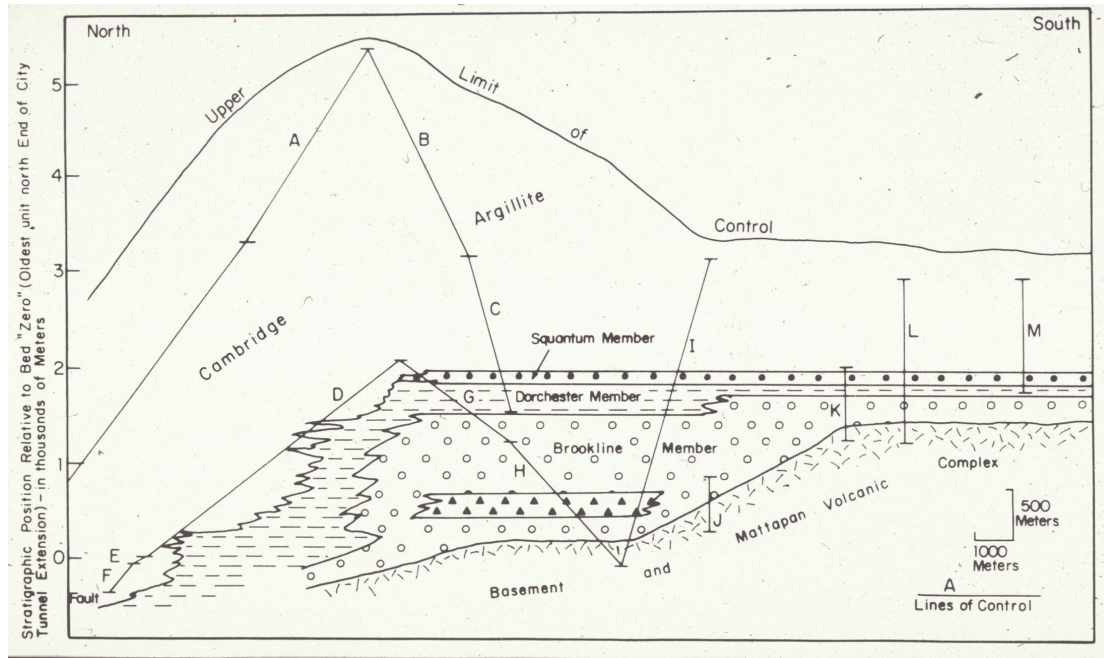 North
South
Stratigraphic Position Relative to Bed "Zero" (Oldest unit north End of City
Tunnel Extension) - in thousands of Meters
5
4
3
2
1
0
Upper
Limit
of
Control
A
B
Argillite
Cambridge
C
I
L
M
Squantum Member
D
G
Dorchester Member
K
Brookline Member
H
J
Complex
Mattapan Volcanic
and
Basement
E
F
Fault
500
Meters
1000
Meters
A
Lines of Control